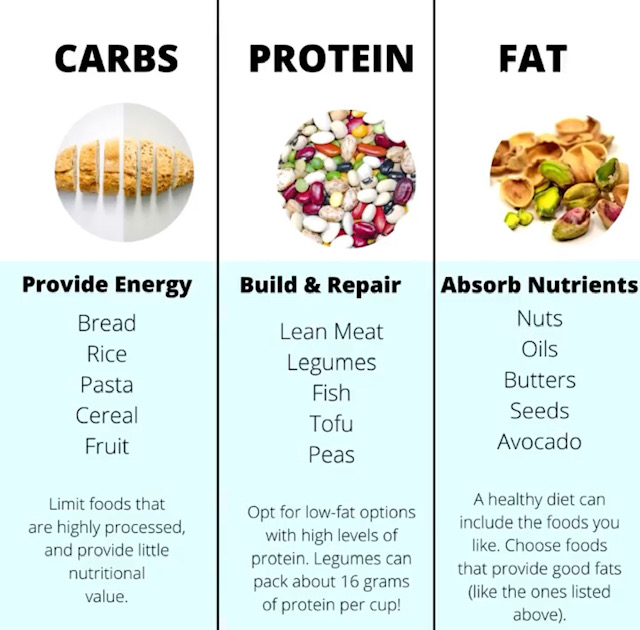 CARBS
Provide Energy
Bread
Rice
Pasta
Cereal
Fruit
Limit foods that
are highly processed,
and provide little
nutritional
value.
PROTEIN
Build & Repair
Lean Meat
Legumes
Fish
Tofu
Peas
Opt for low-fat options
with high levels of
protein. Legumes can
pack about 16 grams
of protein per cup!
FAT
Absorb Nutrients
Nuts
Oils
Butters
Seeds
Avocado
A healthy diet can
include the foods you
like. Choose foods
that provide good fats
(like the ones listed
above).